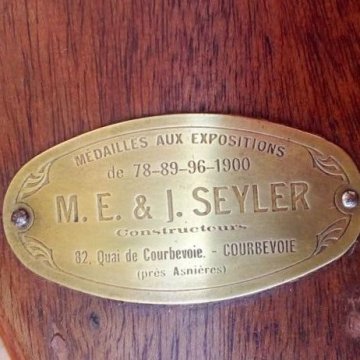 MÉDAILLES AUX EXPOSITIONS
de 78-89-96-1900
M. E. & J. SEYLER
Constructeurs
82, Quai de Courbevoie. - COURBEVOIE
(près Asnières)